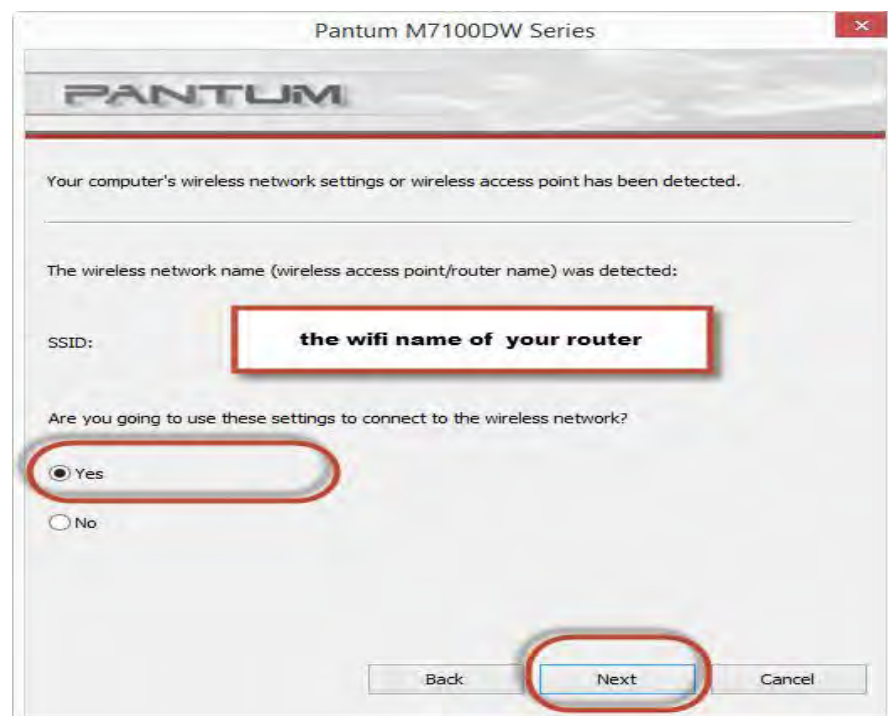 Pantum M7100DW Series
PANTUM
Your computer's wireless network settings or wireless access point has been detected.
The wireless network name (wireless access point/router name) was detected:
SSID:
the wifi name of your router
Are you going to use these settings to connect to the wireless network?
Yes
No
Back Next Cancel